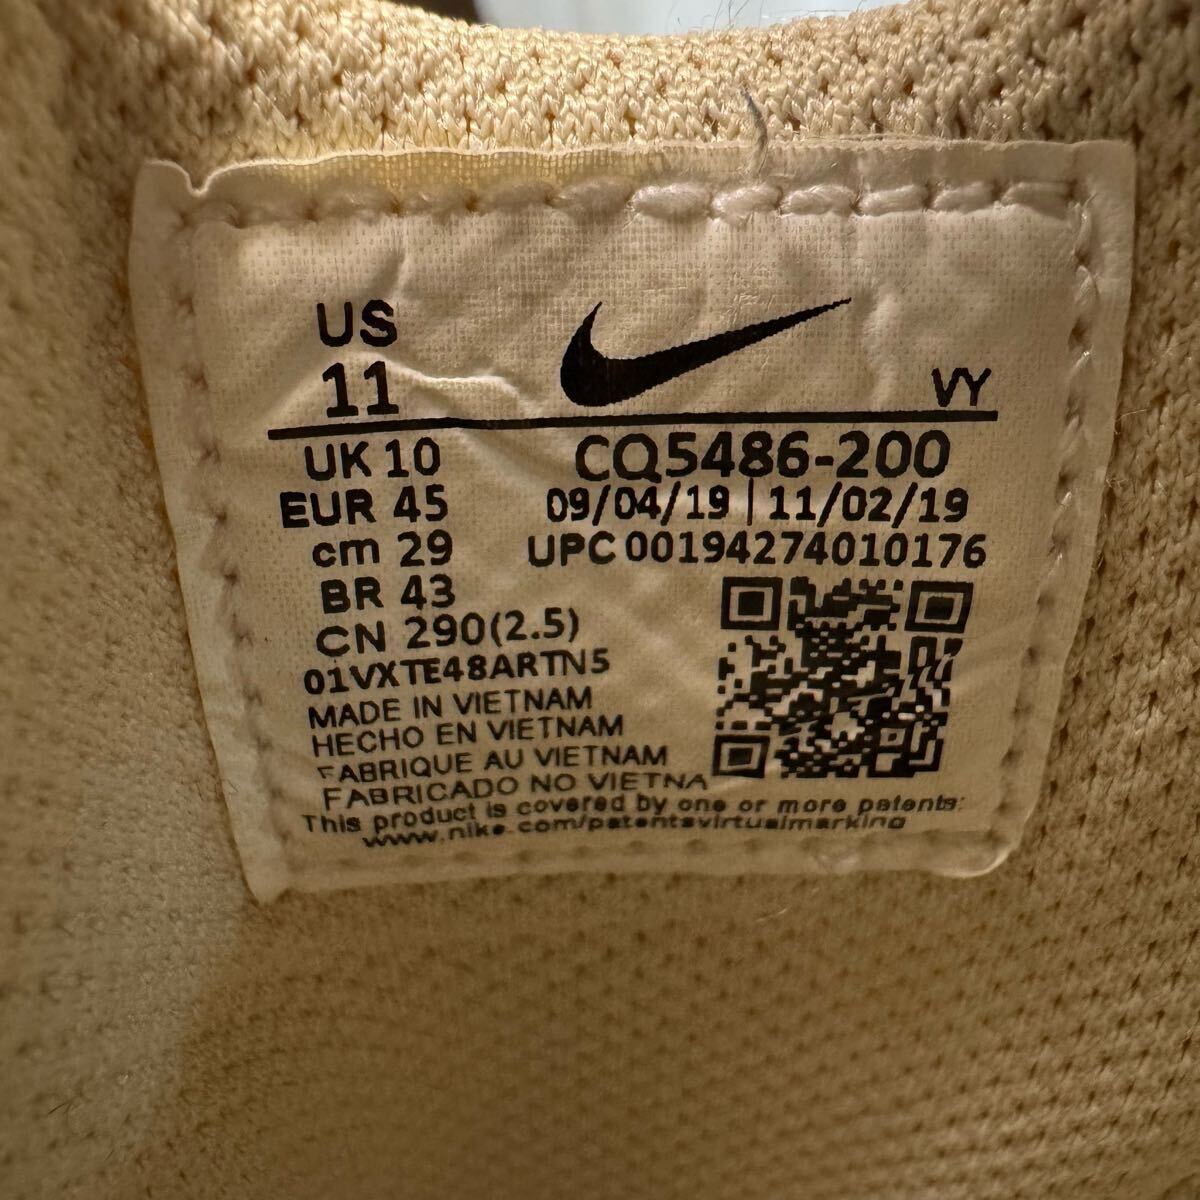 US
11
VY
UK 10
EUR 45
cm 29
BR 43
CN 290(2.5)
CQ5486-200
09/04/19 | 11/02/19
UPC 00194274010176
01VXTE48ARTN5
MADE IN VIETNAM
HECHO EN VIETNAM
FABRIQUE AU VIETNAM
FABRICADO NO VIETNA
This product is covered by one or more patents:
www.nike.com/patentsvirtualmarking